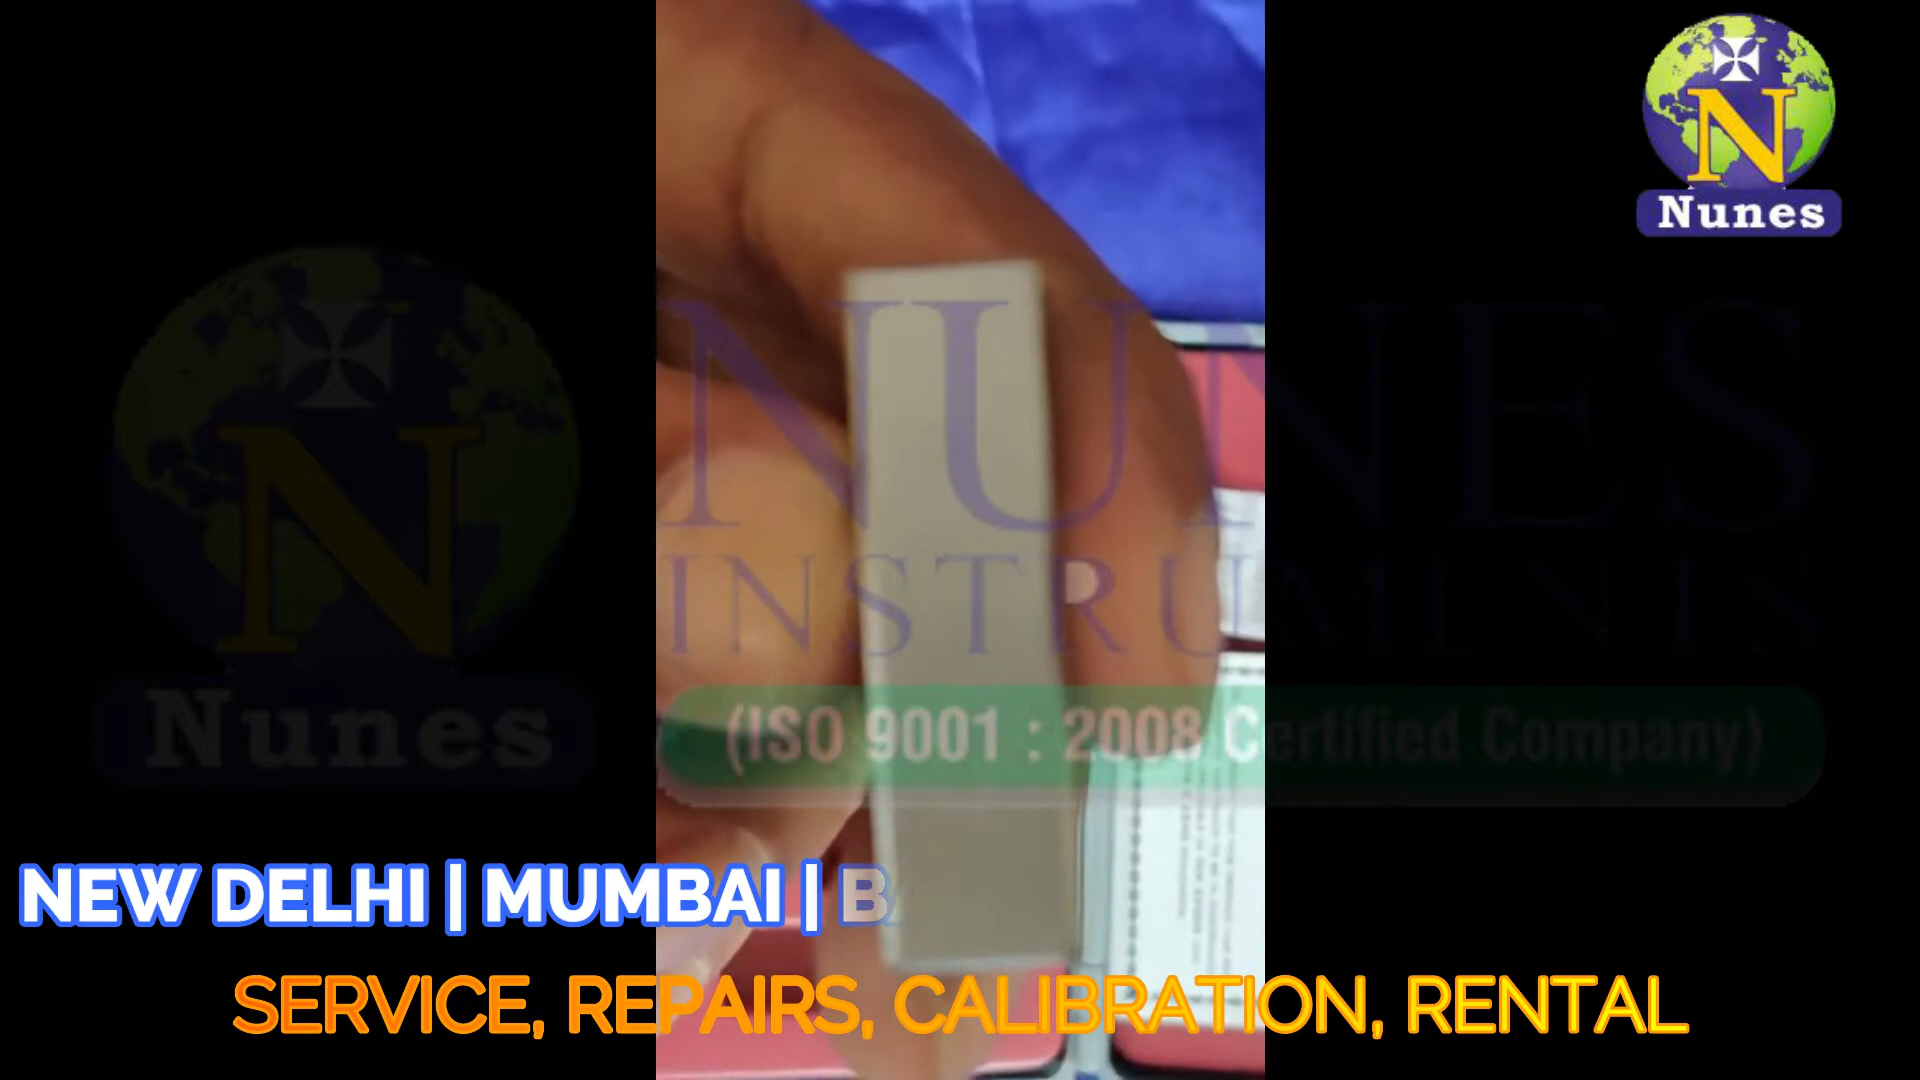 N
Nunes
NUNES
INSTRUMENTS
N
Nunes
(ISO 9001 : 2008 Certified Company)
NEW DELHI | MUMBAI | B
SERVICE, REPAIRS, CALIBRATION, RENTAL